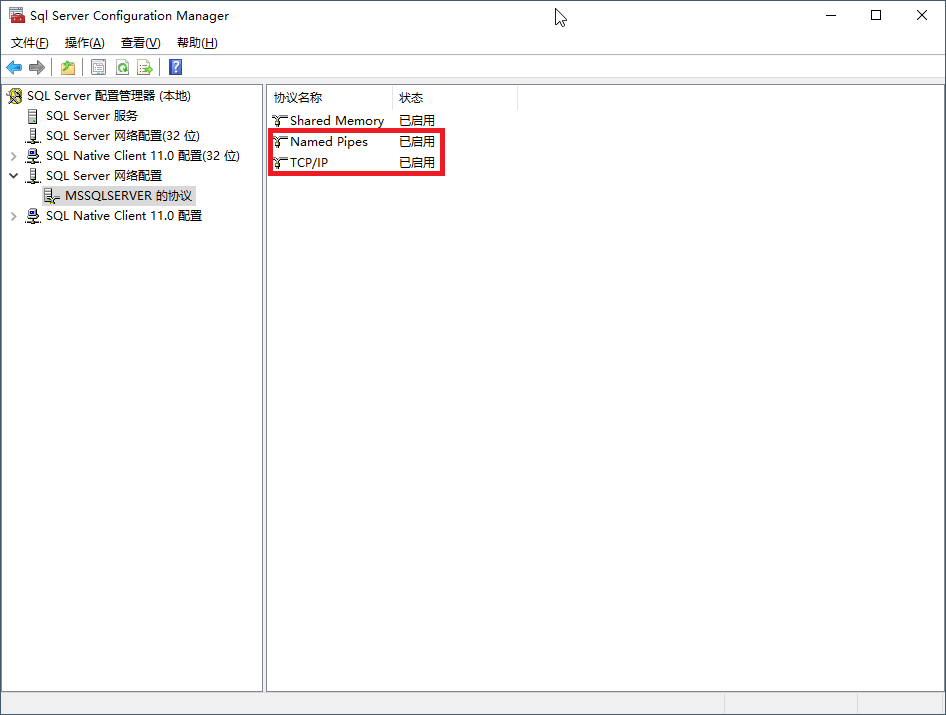 Sql Server Configuration Manager
文件(F) 操作(A) 查看(V) 帮助(H)
SQL Server 配置管理器 (本地)
SQL Server 服务
SQL Server 网络配置(32 位)
SQL Native Client 11.0 配置(32 位)
SQL Server 网络配置
MSSQLSERVER 的协议
SQL Native Client 11.0 配置
协议名称 状态
Shared Memory 已启用
Named Pipes 已启用
TCP/IP 已启用